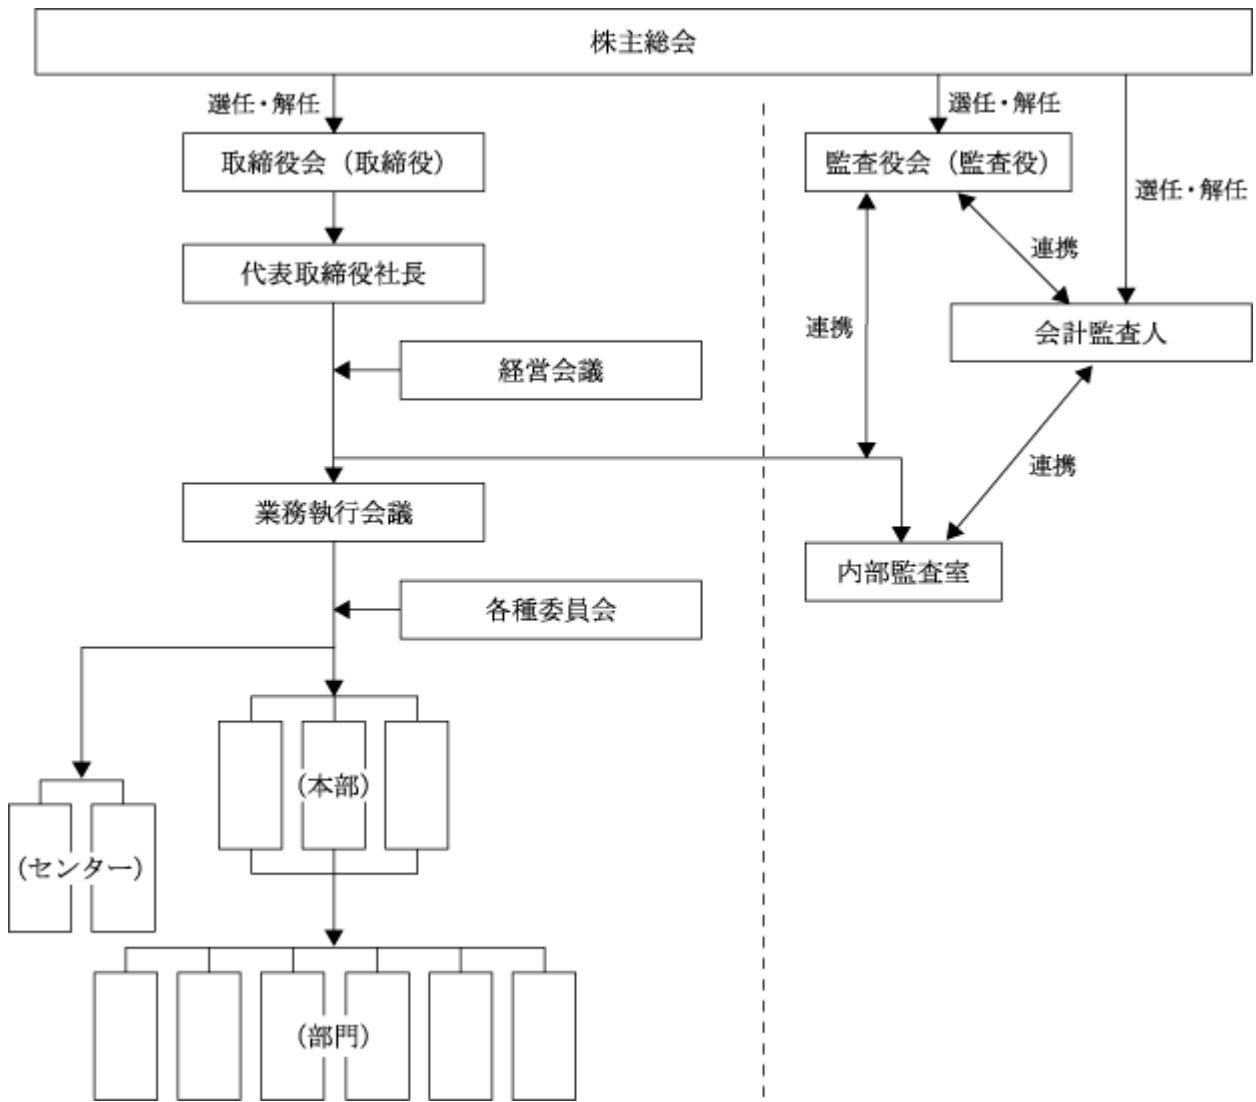 株主総会
選任・解任
選任・解任
取締役会（取締役）
監査役会（監査役）
選任・解任
連携
代表取締役社長
連携
会計監査人
経営会議
連携
業務執行会議
内部監査室
各種委員会
（本部）
（センター）
（部門）